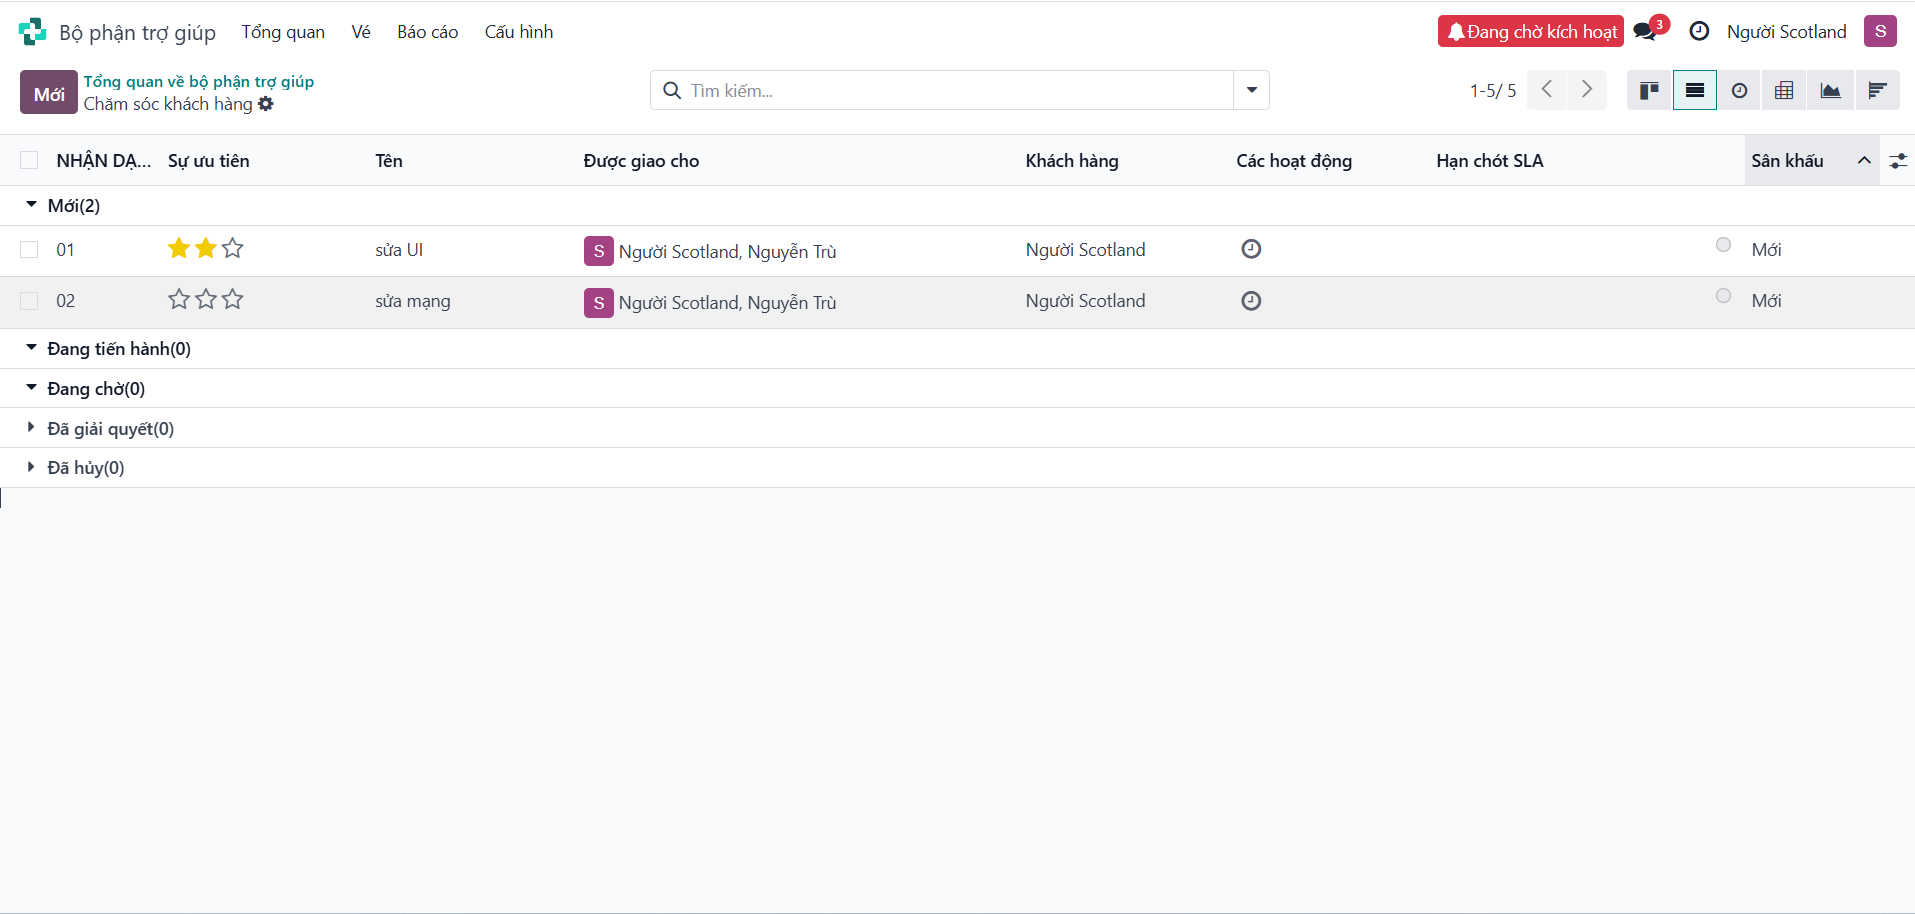 Bộ phận trợ giúp Tổng quan Vé Báo cáo Cấu hình Đang chờ kích hoạt 3 Người Scotland S
Mới Tổng quan về bộ phận trợ giúp
Chăm sóc khách hàng Tìm kiếm... 1-5/ 5
NHẬN DẠ... Sự ưu tiên Tên Được giao cho Khách hàng Các hoạt động Hạn chót SLA Sân khấu
Mới(2)
01 sửa UI S Người Scotland, Nguyễn Trù Người Scotland Mới
02 sửa mạng S Người Scotland, Nguyễn Trù Người Scotland Mới
Đang tiến hành(0)
Đang chờ(0)
Đã giải quyết(0)
Đã hủy(0)